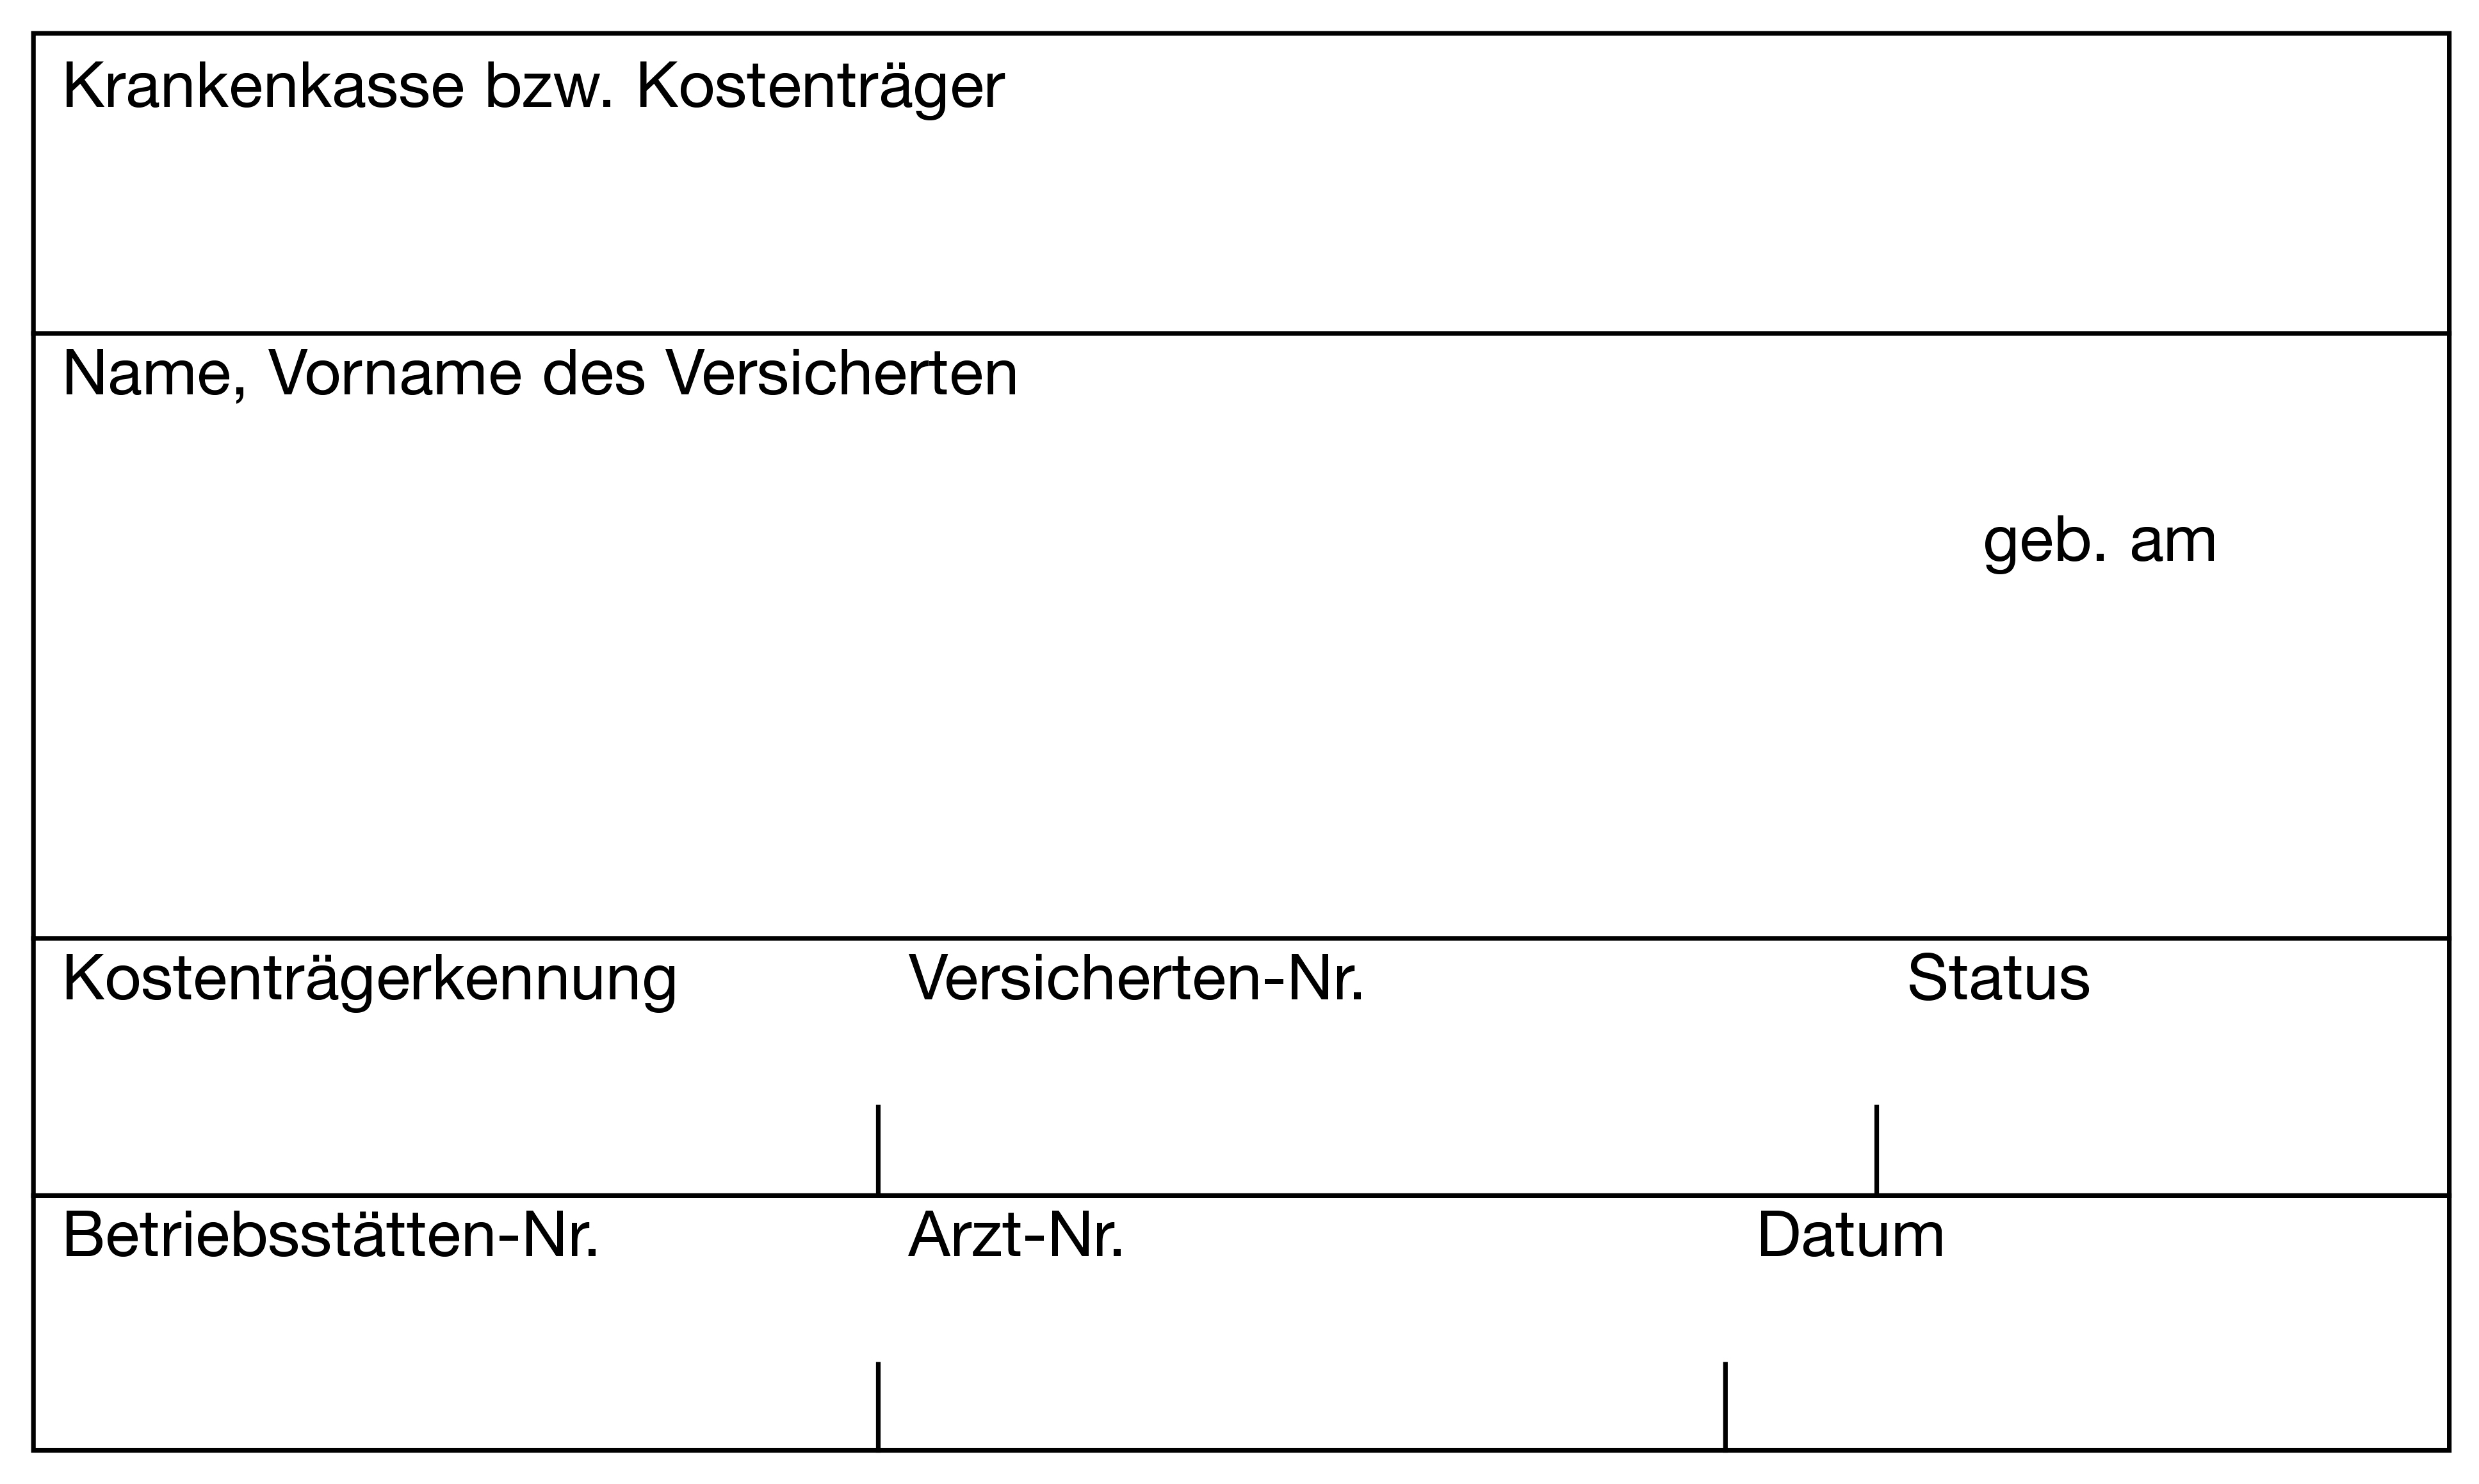 Krankenkasse bzw. Kostenträger
Name, Vorname des Versicherten
geb. am
Kostenträgerkennung Versicherten-Nr. Status
Betriebsstätten-Nr. Arzt-Nr. Datum